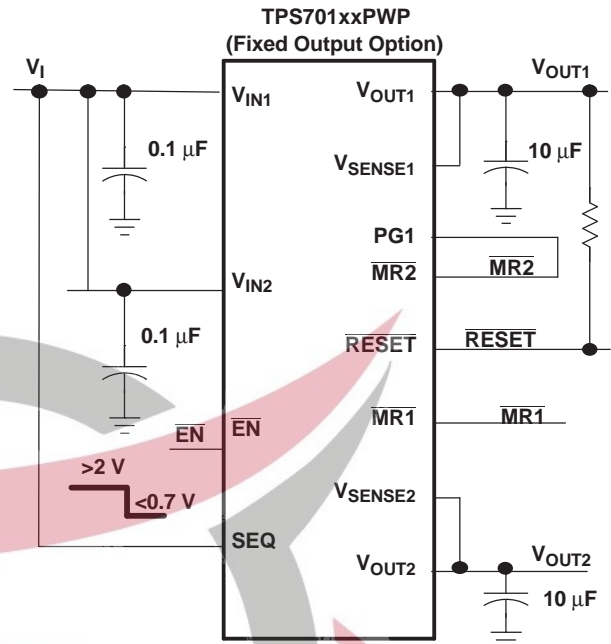 TPS701xxPWP
(Fixed Output Option)
VI
VIN1
VOUT1
VOUT1
0.1 μF
10 μF
VSENSE1
PG1
MR2
MR2
VIN2
0.1 μF
RESET
RESET
EN
EN
MR1
MR1
>2 V
<0.7 V
VSENSE2
SEQ
VOUT2
VOUT2
10 μF